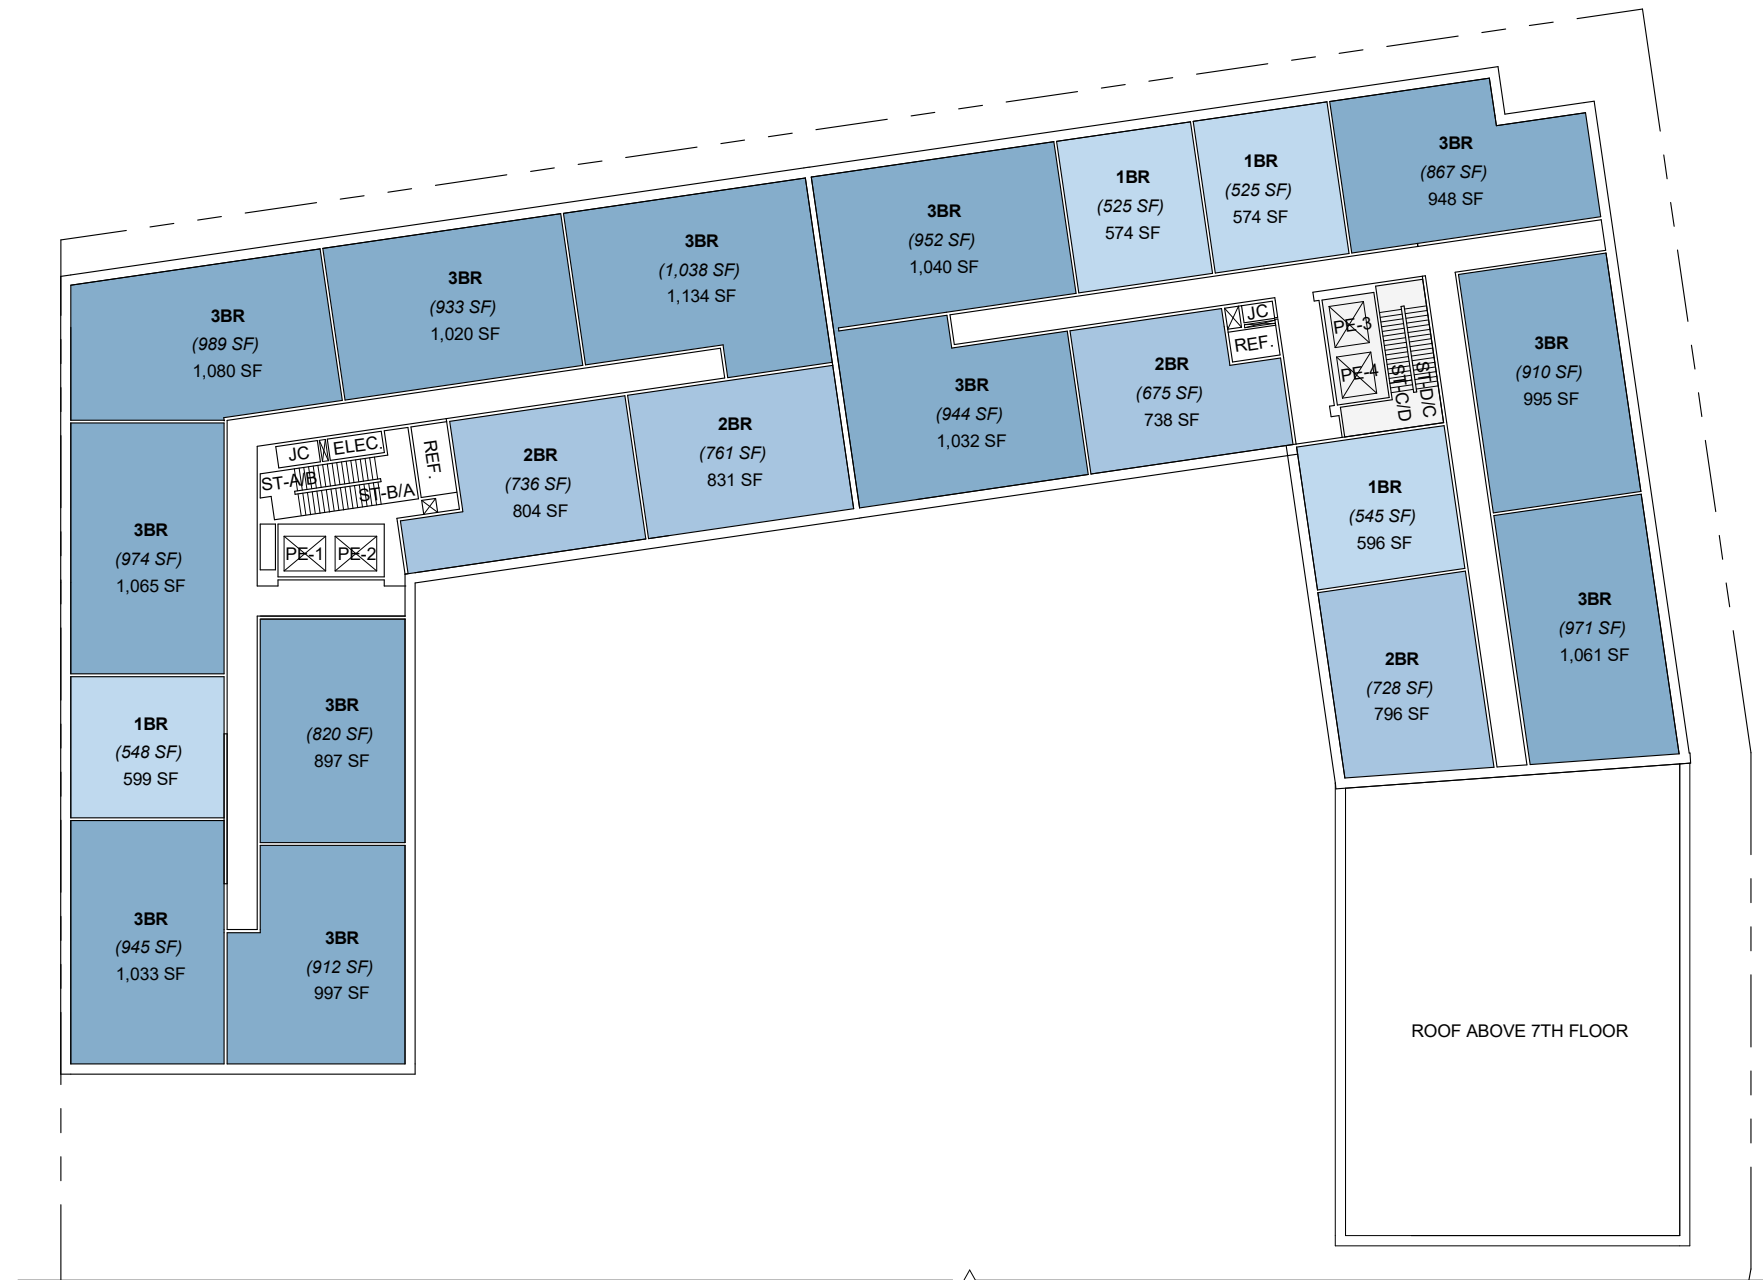 3BR
(867 SF)
948 SF
1BR
(525 SF)
574 SF
1BR
(525 SF)
574 SF
3BR
(952 SF)
1,040 SF
3BR
(1,038 SF)
1,134 SF
3BR
(933 SF)
1,020 SF
3BR
(989 SF)
1,080 SF
JC
REF.
PE-3
PE-4
ST-C/D
ST-D/C
3BR
(910 SF)
995 SF
2BR
(675 SF)
738 SF
3BR
(944 SF)
1,032 SF
2BR
(761 SF)
831 SF
2BR
(736 SF)
804 SF
JC
ELEC.
REF.
ST-A/B
ST-B/A
PE-1
PE-2
3BR
(974 SF)
1,065 SF
1BR
(545 SF)
596 SF
3BR
(971 SF)
1,061 SF
2BR
(728 SF)
796 SF
3BR
(820 SF)
897 SF
1BR
(548 SF)
599 SF
3BR
(945 SF)
1,033 SF
3BR
(912 SF)
997 SF
ROOF ABOVE 7TH FLOOR